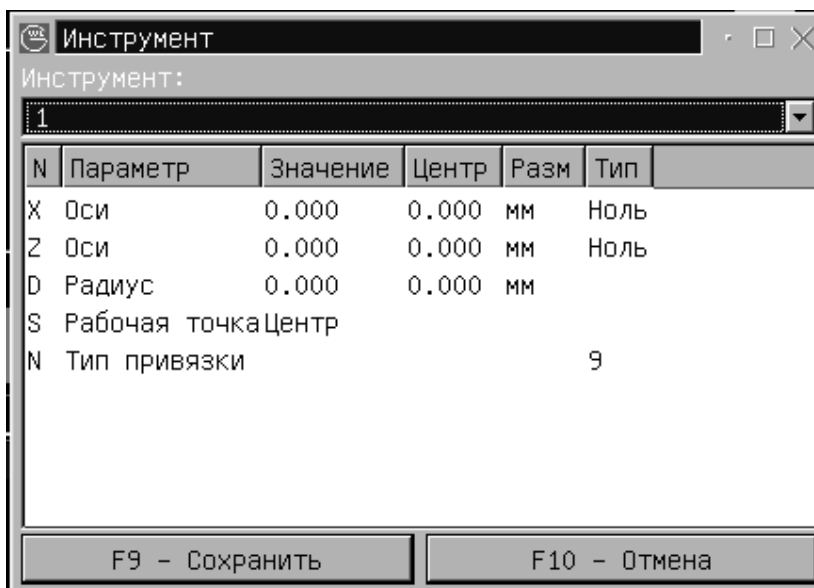 Инструмент
Инструмент:
1
N Параметр Значение Центр Разм Тип
X Оси 0.000 0.000 мм Ноль
Z Оси 0.000 0.000 мм Ноль
D Радиус 0.000 0.000 мм
S Рабочая точка Центр
N Тип привязки 9
F9 – Сохранить F10 – Отмена